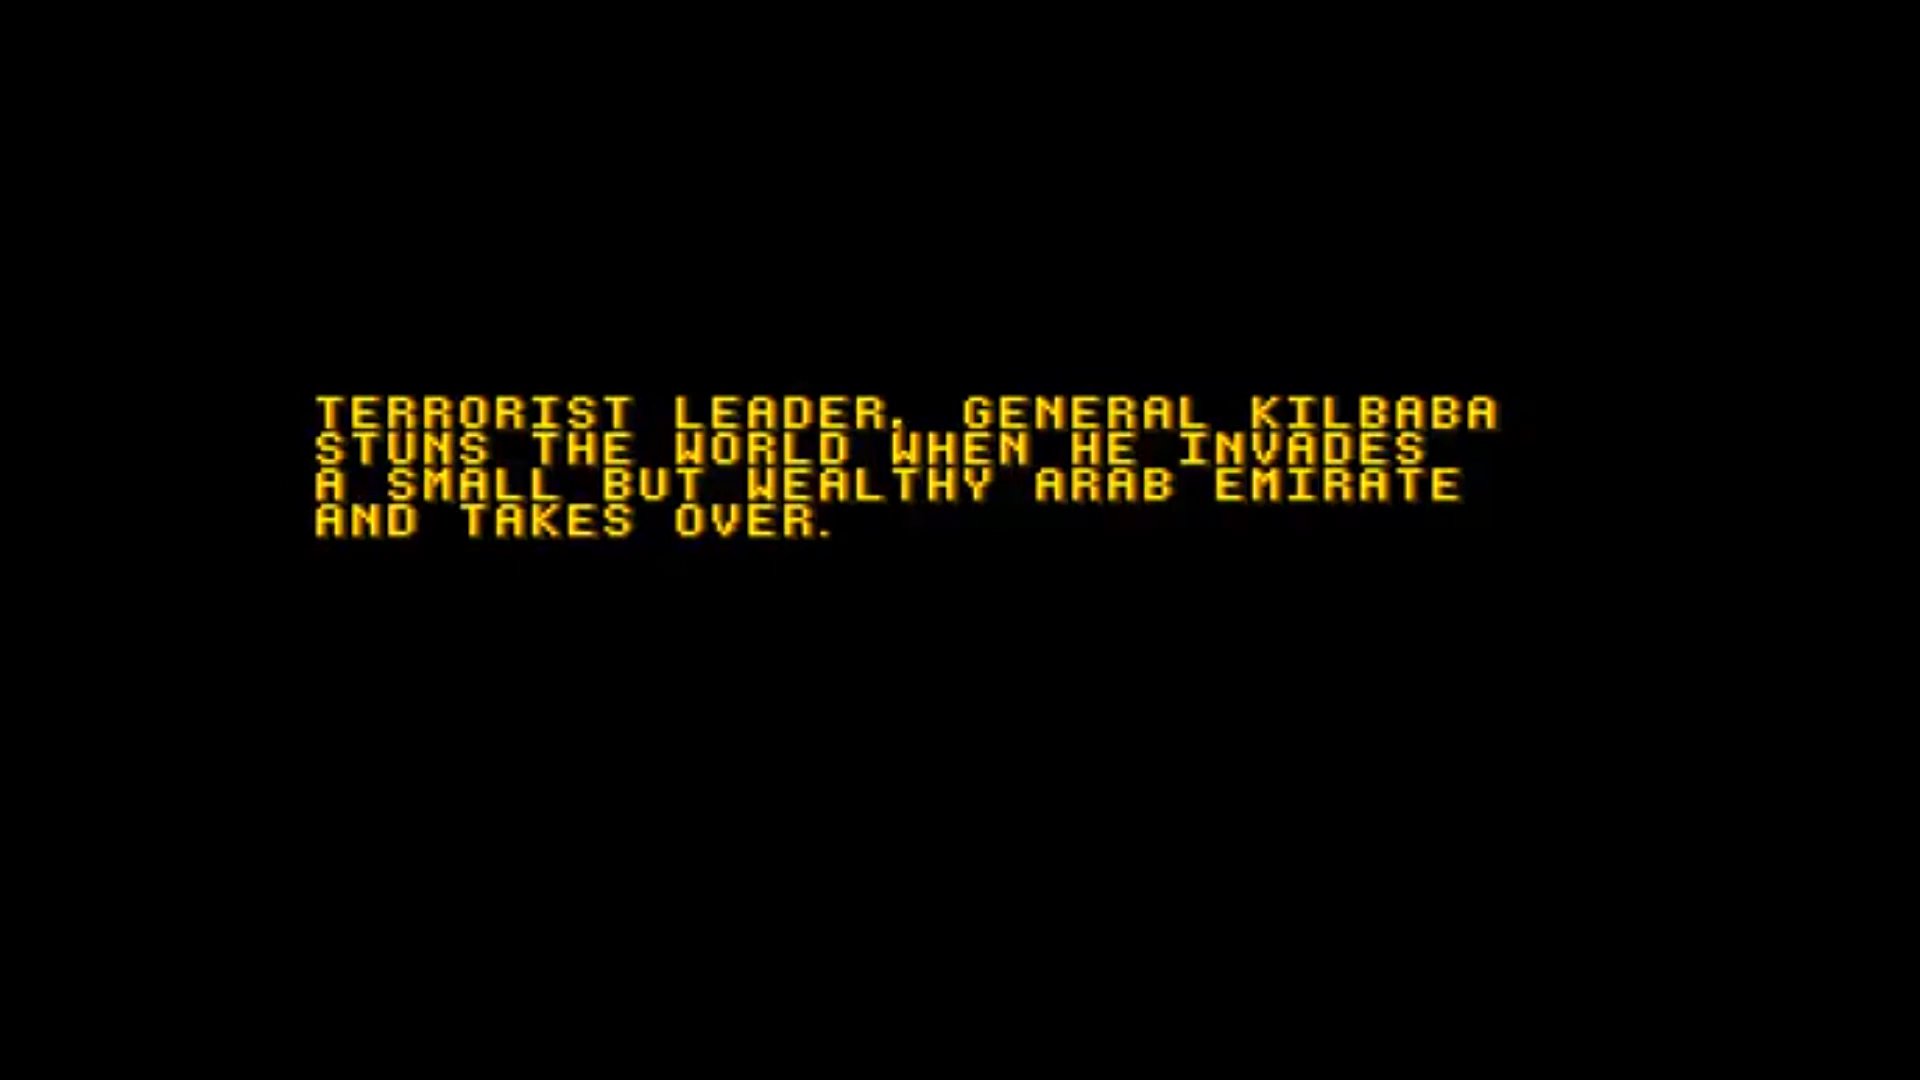 TERRORIST LEADER, GENERAL KILBABA
STUNS THE WORLD WHEN HE INVADES
A SMALL BUT WEALTHY ARAB EMIRATE
AND TAKES OVER.